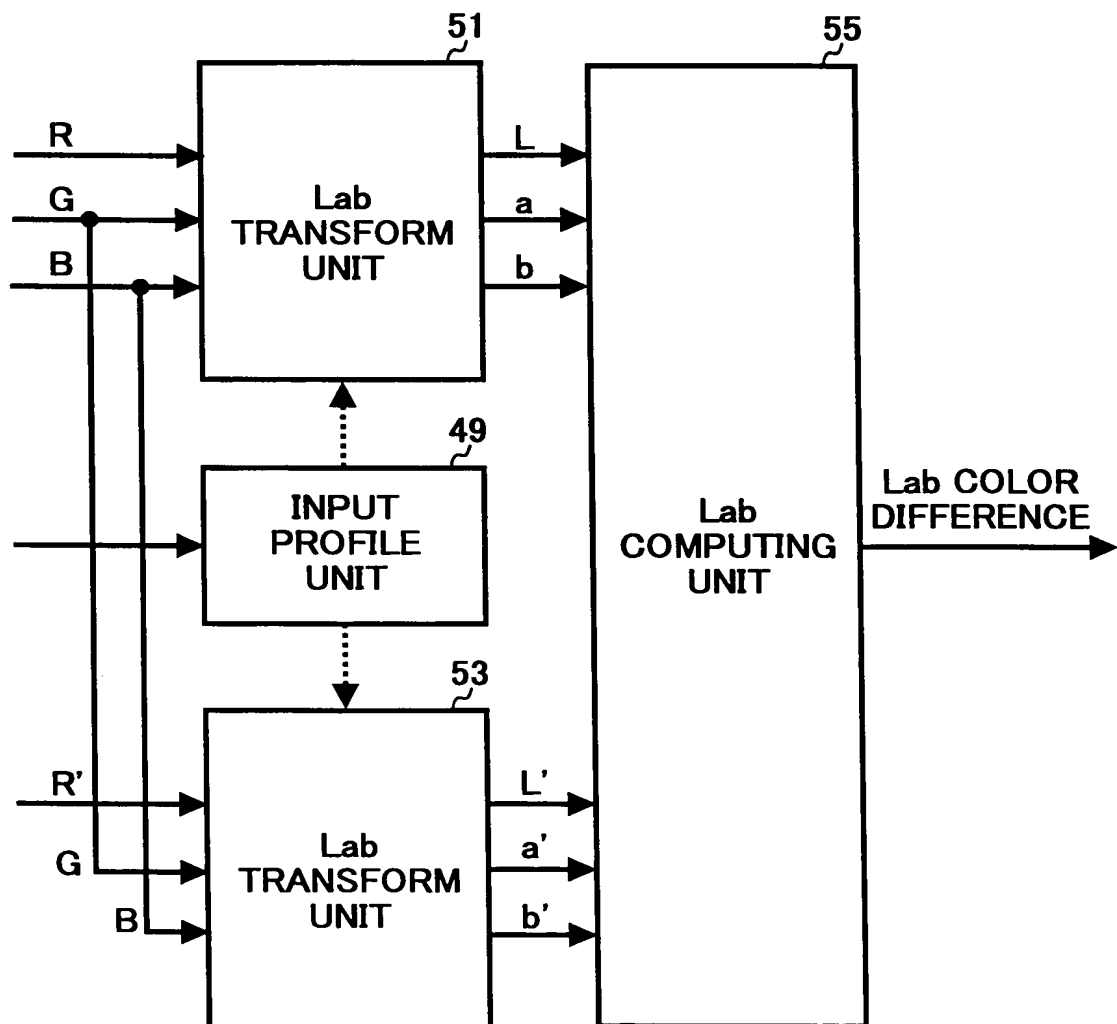 51
55
R
G
B
Lab
TRANSFORM
UNIT
L
a
b
49
INPUT
PROFILE
UNIT
Lab
COMPUTING
UNIT
Lab COLOR
DIFFERENCE
53
R'
G
B
Lab
TRANSFORM
UNIT
L'
a'
b'